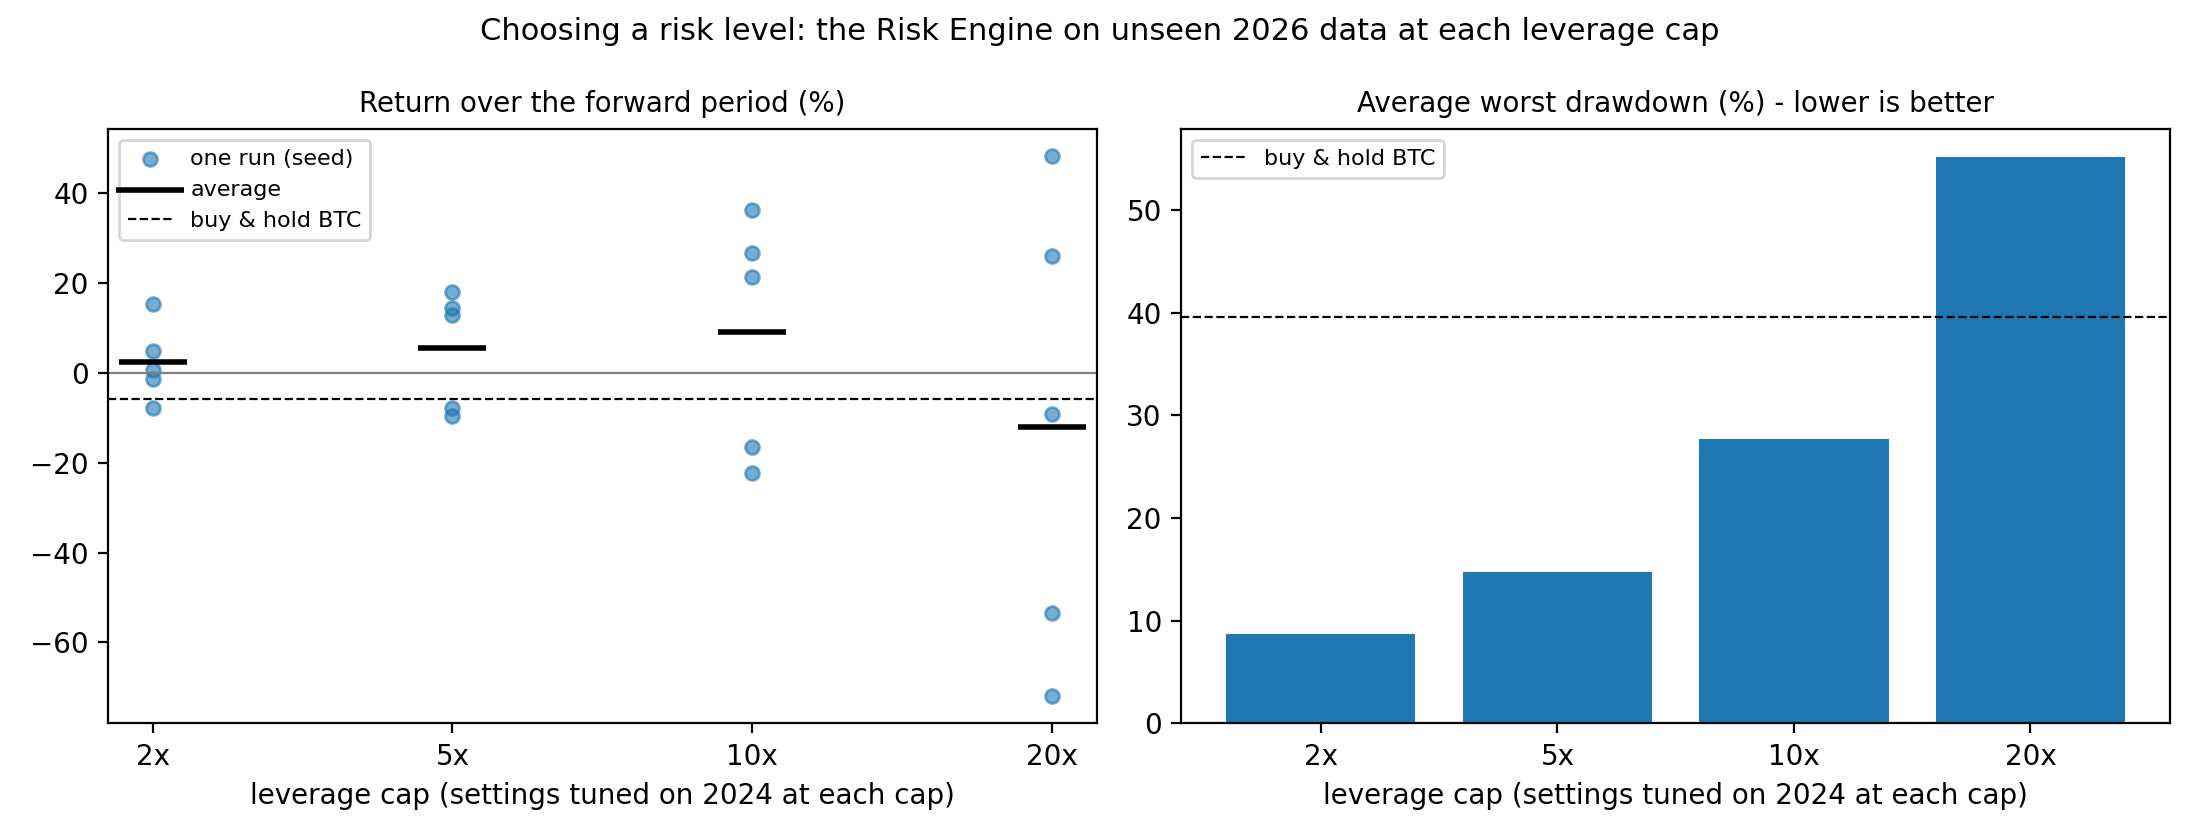 Choosing a risk level: the Risk Engine on unseen 2026 data at each leverage cap
Return over the forward period (%)
one run (seed)
average
buy & hold BTC
40
20
0
−20
−40
−60
2x
5x
10x
20x
leverage cap (settings tuned on 2024 at each cap)
Average worst drawdown (%) - lower is better
buy & hold BTC
50
40
30
20
10
0
2x
5x
10x
20x
leverage cap (settings tuned on 2024 at each cap)